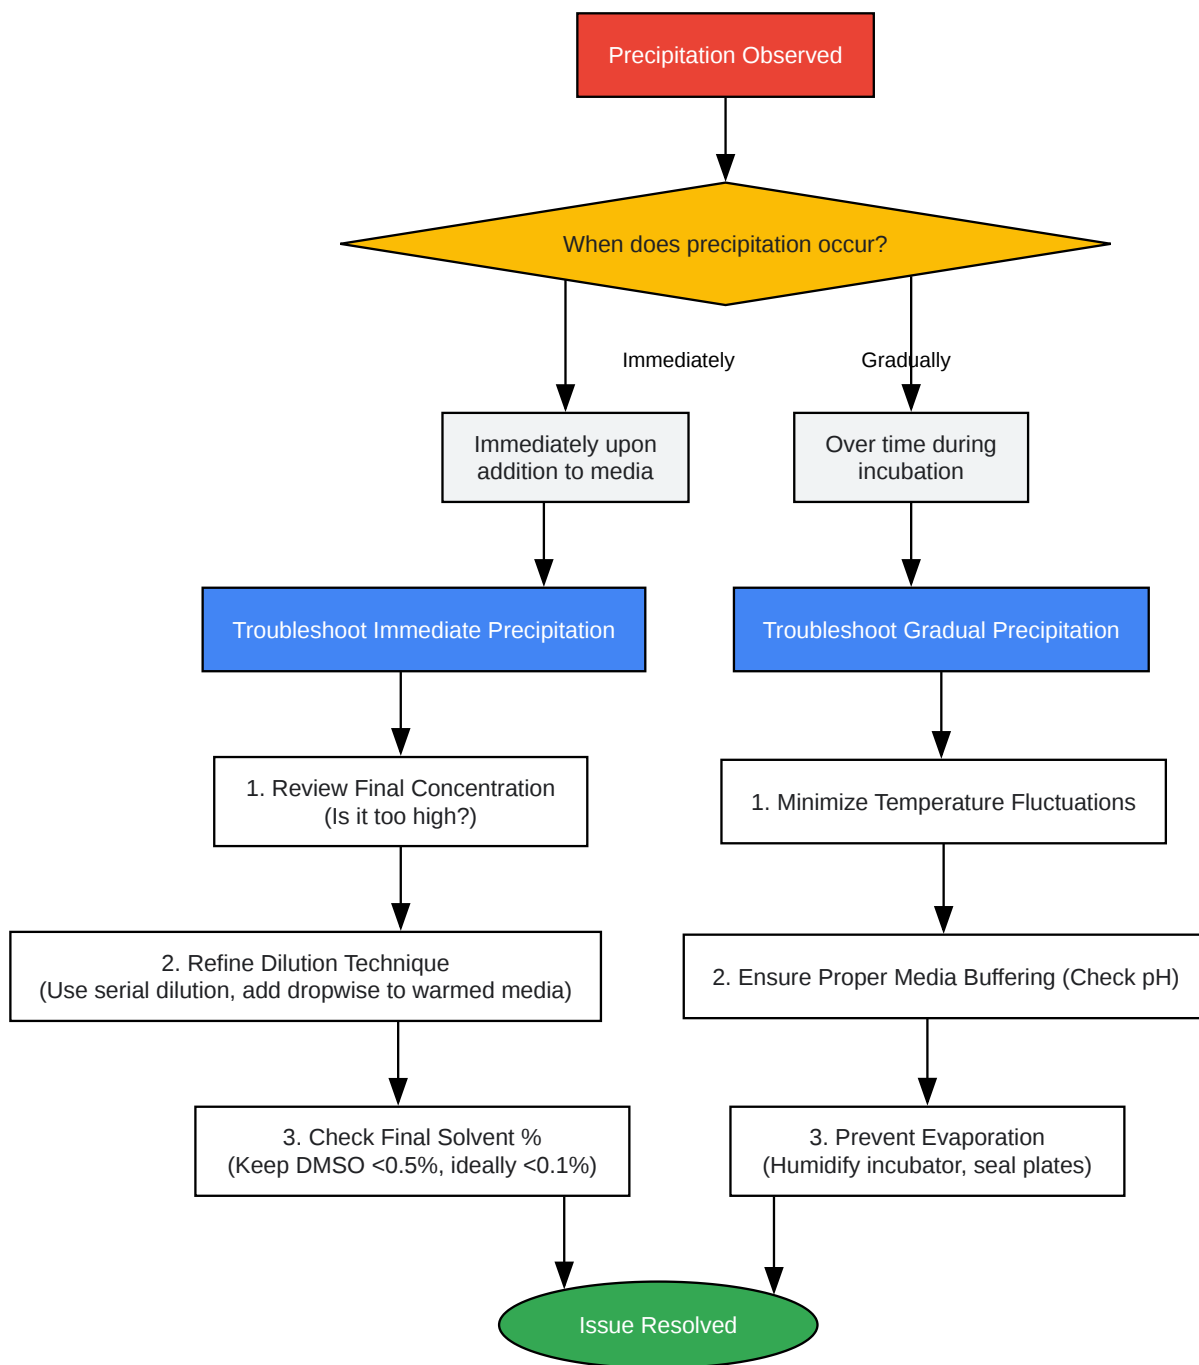 Precipitation Observed
When does precipitation occur?
Immediately
Gradually
Immediately upon
addition to media
Over time during
incubation
Troubleshoot Immediate Precipitation
Troubleshoot Gradual Precipitation
1. Review Final Concentration
(Is it too high?)
1. Minimize Temperature Fluctuations
2. Refine Dilution Technique
(Use serial dilution, add dropwise to warmed media)
2. Ensure Proper Media Buffering (Check pH)
3. Check Final Solvent %
(Keep DMSO <0.5%, ideally <0.1%)
3. Prevent Evaporation
(Humidify incubator, seal plates)
Issue Resolved